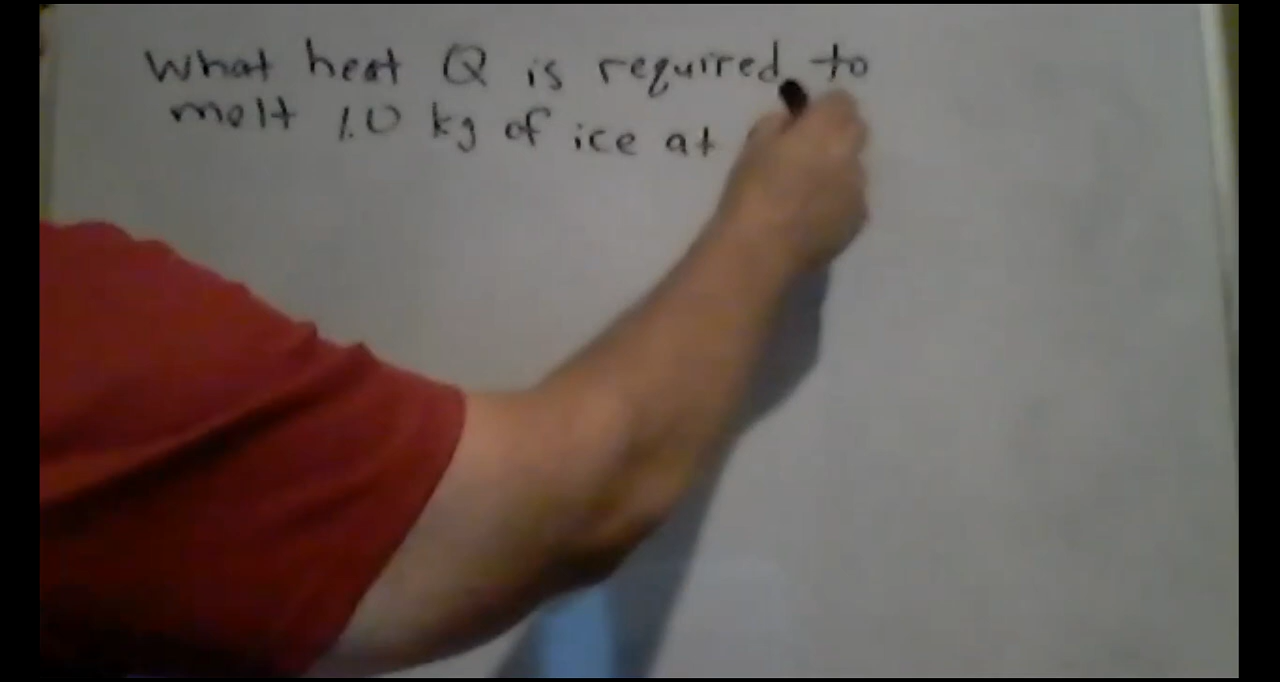 What heat Q is required to
melt 1.0 kg of ice at